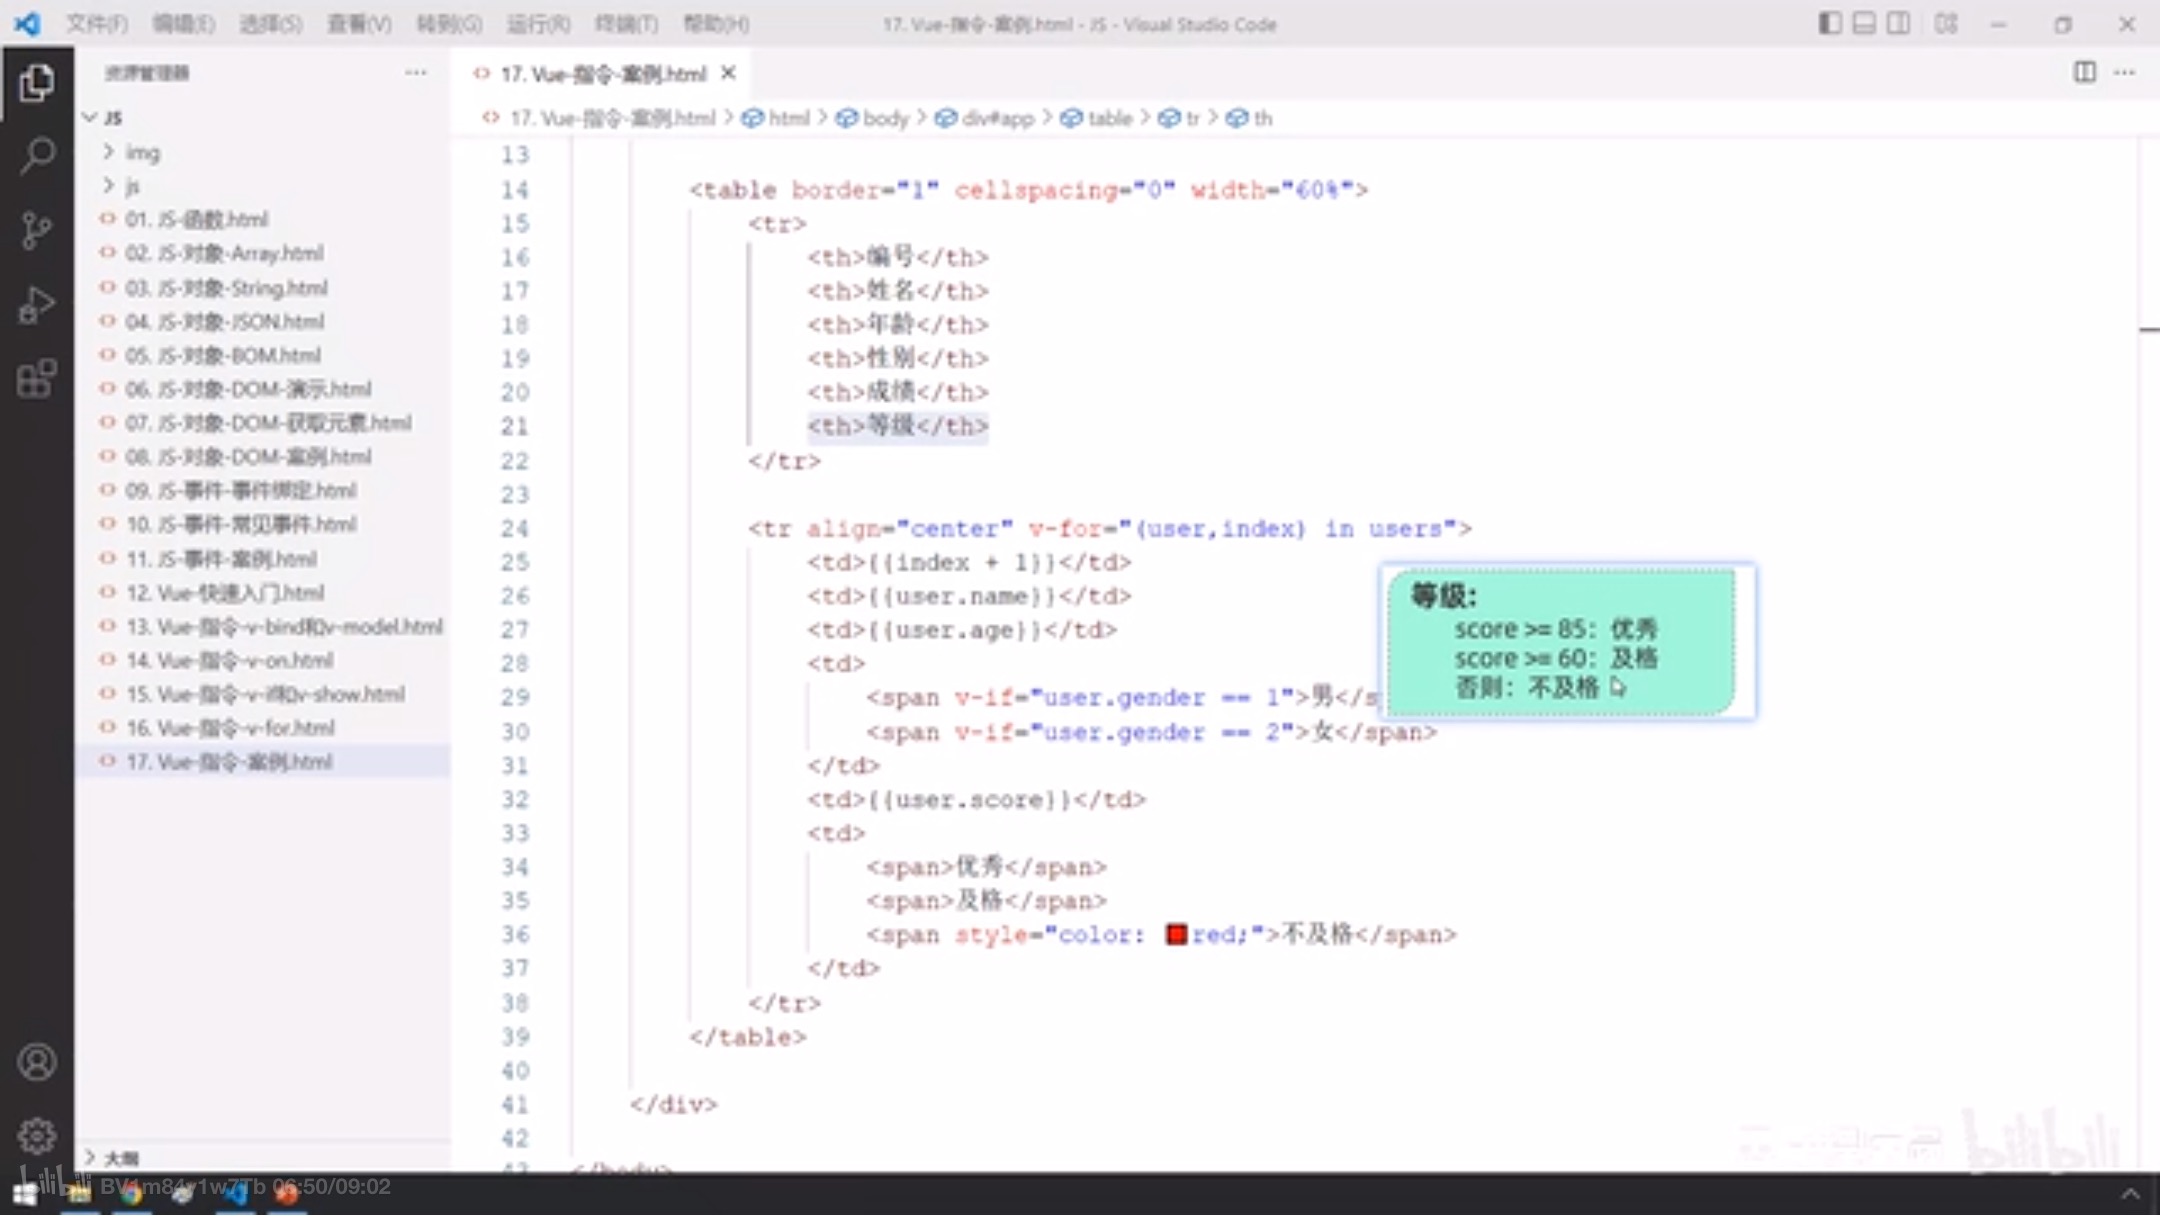 文件(F) 编辑(E) 选择(S) 查看(V) 转到(G) 运行(R) 终端(T) 帮助(H) 17. Vue-指令-案例.html - JS - Visual Studio Code
资源管理器
17. Vue-指令-案例.html
17. Vue-指令-案例.html > html > body > div#app > table > tr > th
JS
img
js
01. JS-函数.html
02. JS-对象-Array.html
03. JS-对象-String.html
04. JS-对象-JSON.html
05. JS-对象-BOM.html
06. JS-对象-DOM-演示.html
07. JS-对象-DOM-获取元素.html
08. JS-对象-DOM-案例.html
09. JS-事件-事件绑定.html
10. JS-事件-常见事件.html
11. JS-事件-案例.html
12. Vue-快速入门.html
13. Vue-指令-v-bind和v-model.html
14. Vue-指令-v-on.html
15. Vue-指令-v-if和v-show.html
16. Vue-指令-v-for.html
17. Vue-指令-案例.html
大纲
13
14 <table border="1" cellspacing="0" width="60%">
15 <tr>
16 <th>编号</th>
17 <th>姓名</th>
18 <th>年龄</th>
19 <th>性别</th>
20 <th>成绩</th>
21 <th>等级</th>
22 </tr>
23
24 <tr align="center" v-for="(user,index) in users">
25 <td>{{index + 1}}</td>
26 <td>{{user.name}}</td>
27 <td>{{user.age}}</td>
28 <td>
29 <span v-if="user.gender == 1">男</s
30 <span v-if="user.gender == 2">女</span>
31 </td>
32 <td>{{user.score}}</td>
33 <td>
34 <span>优秀</span>
35 <span>及格</span>
36 <span style="color: red;">不及格</span>
37 </td>
38 </tr>
39 </table>
40
41 </div>
42
43 </body>
等级:
score >= 85：优秀
score >= 60：及格
否则：不及格
bilibili
bilibili BV1m84y1w7Tb 06:50/09:02